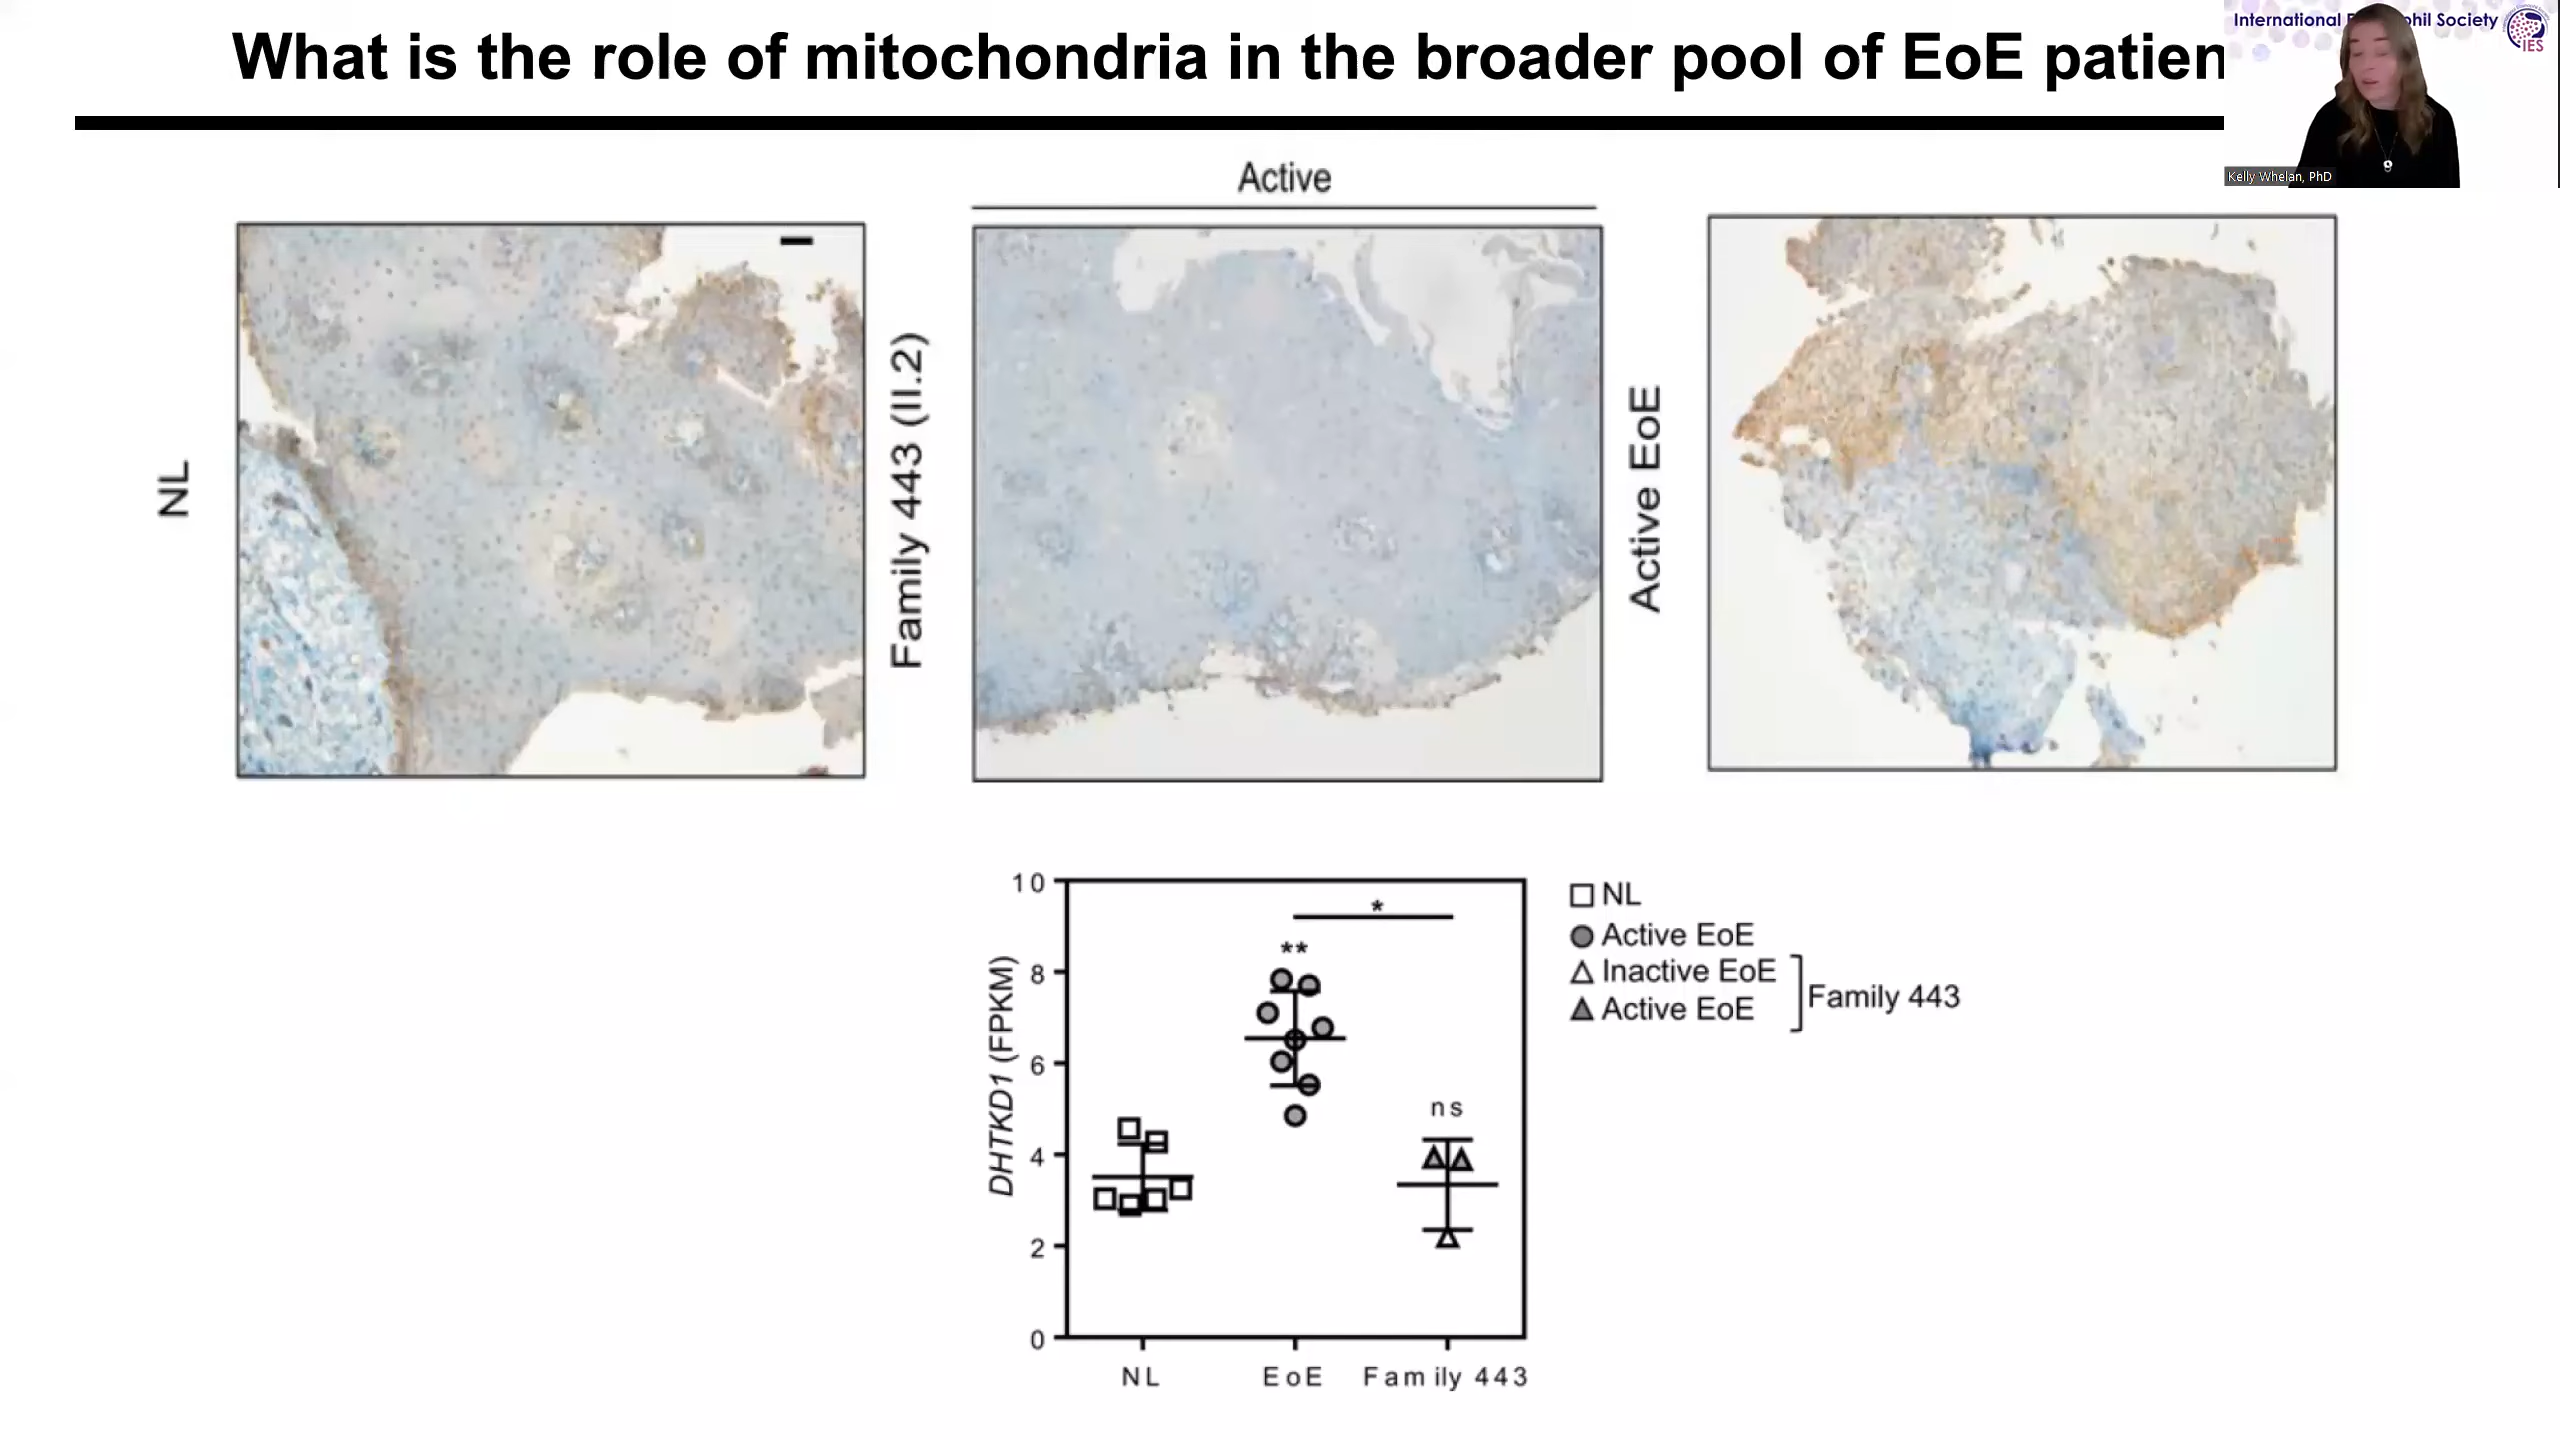 What is the role of mitochondria in the broader pool of EoE patien
International E
phil Society
IES
Kelly Whelan, PhD
Active
NL
Family 443 (II.2)
Active EoE
DHTKD1 (FPKM)
10
8
6
4
2
0
*
**
ns
NL
EoE
Family 443
NL
Active EoE
Inactive EoE
Active EoE
Family 443